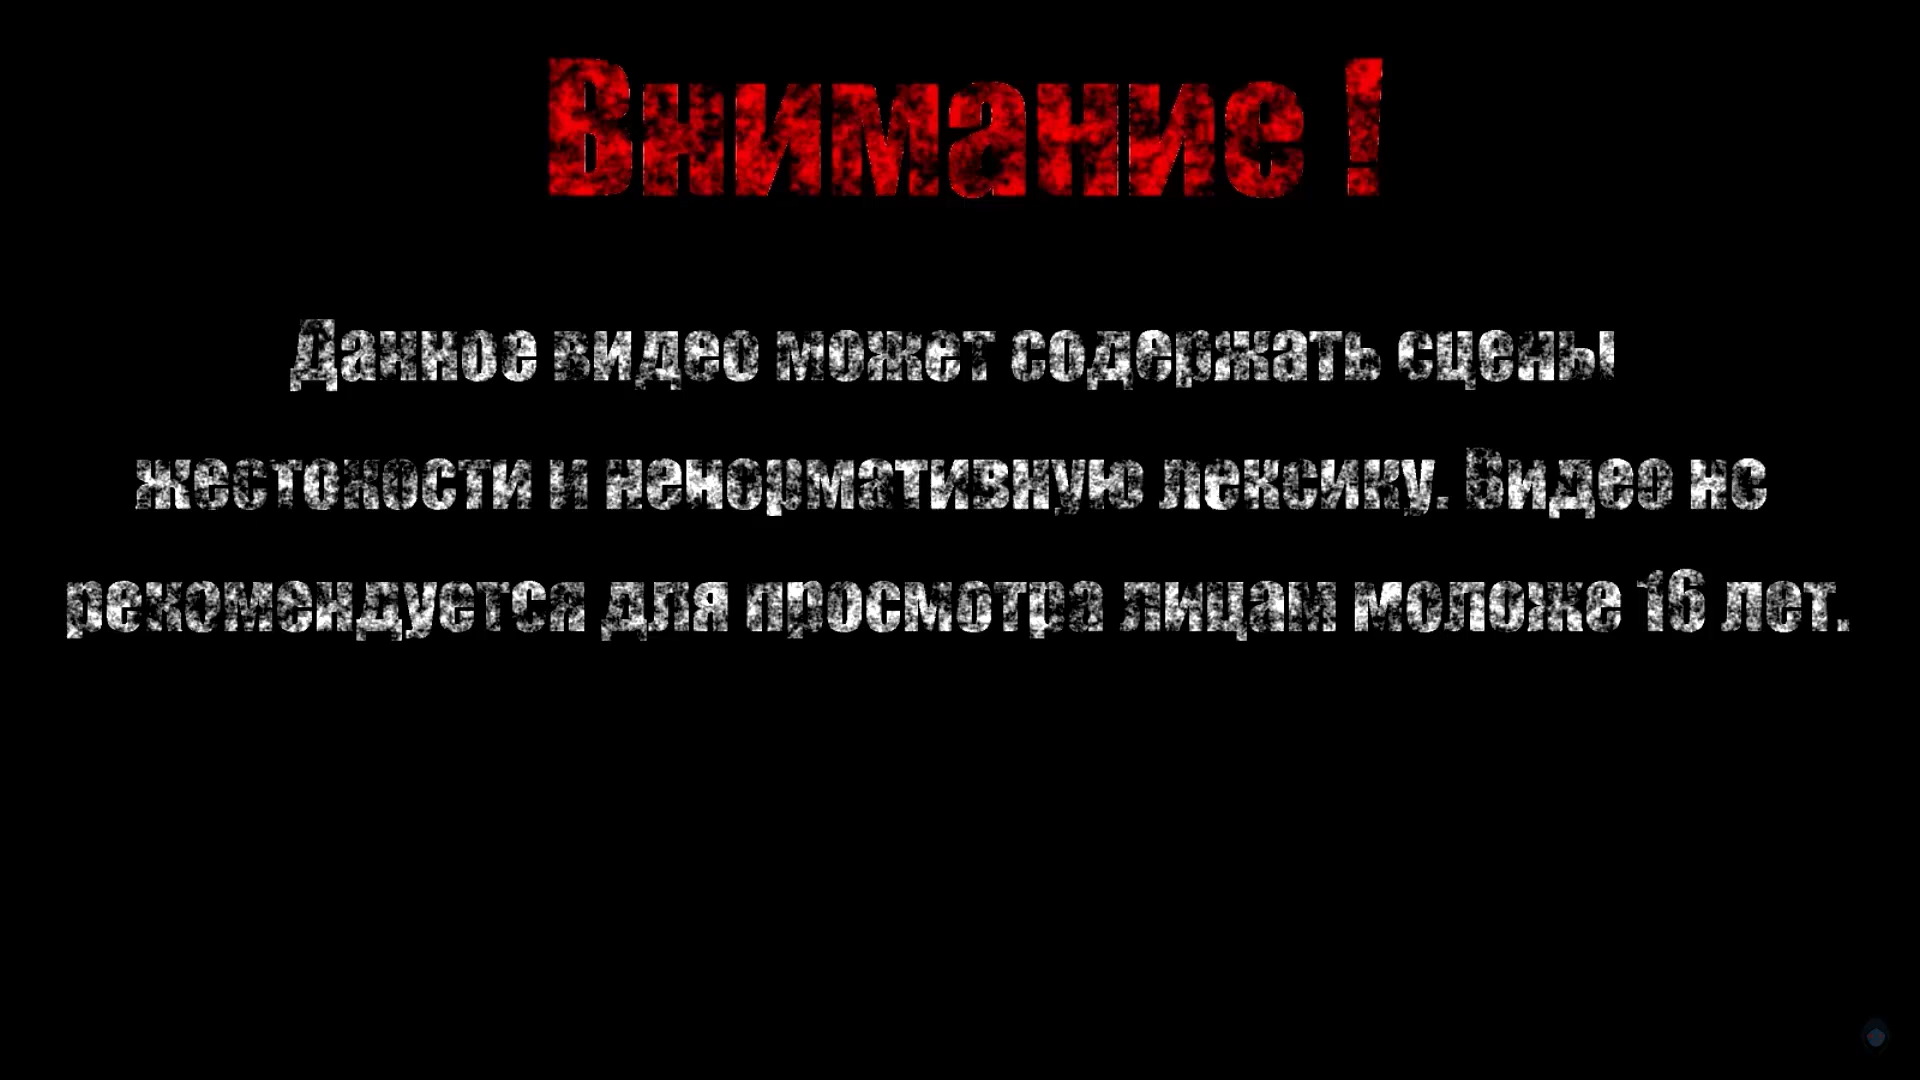 Внимание !
Данное видео может содержать сцены
жестокости и ненормативную лексику. Видео не
рекомендуется для просмотра лицам моложе 16 лет.